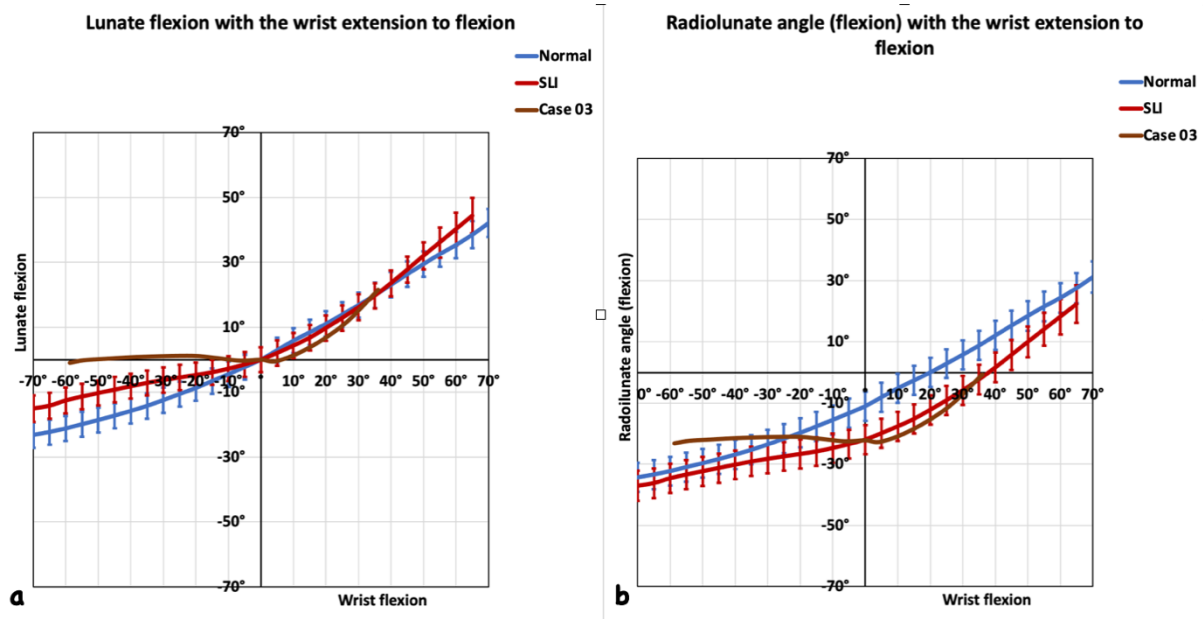 Lunate flexion with the wrist extension to flexion
Normal
SLI
Case 03
70°
50°
30°
10°
-70° -60° -50° -40° -30° -20° -10° 10° 20° 30° 40° 50° 60° 70°
-10°
-30°
-50°
-70°
Lunate flexion
Wrist flexion
a
Radiolunate angle (flexion) with the wrist extension to
flexion
Normal
SLI
Case 03
70°
50°
30°
10°
0° -60° -50° -40° -30° -20° -10° 10° 20° 30° 40° 50° 60° 70°
-10°
-30°
-50°
-70°
Radoilunate angle (flexion)
Wrist flexion
b